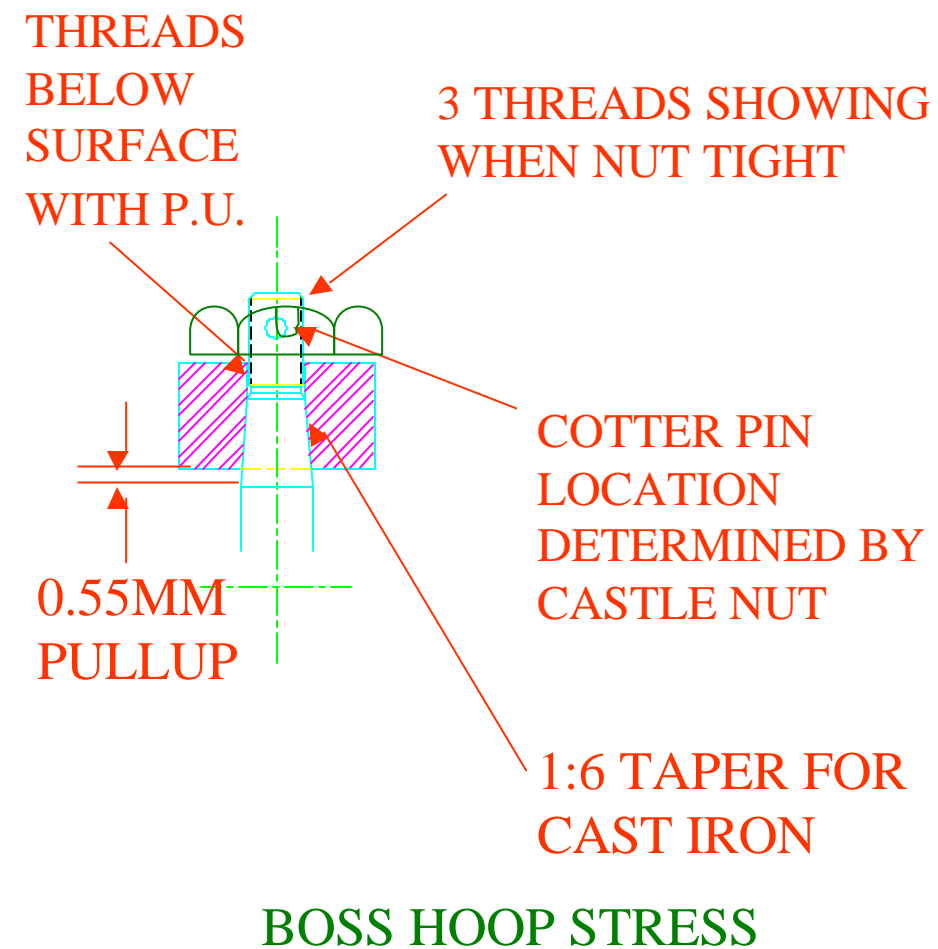 THREADS
BELOW
SURFACE
WITH P.U.
3 THREADS SHOWING
WHEN NUT TIGHT
COTTER PIN
LOCATION
DETERMINED BY
CASTLE NUT
0.55MM
PULLUP
1:6 TAPER FOR
CAST IRON
BOSS HOOP STRESS